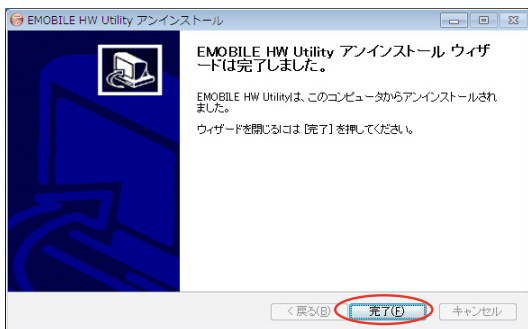 EMOBILE HW Utility アンインストール
EMOBILE HW Utility アンインストール ウィザ
ードは完了しました。
EMOBILE HW Utilityは、このコンピュータからアンインストールされ
ました。
ウィザードを閉じるには [完了] を押してください。
< 戻る(B)
完了(F)
キャンセル